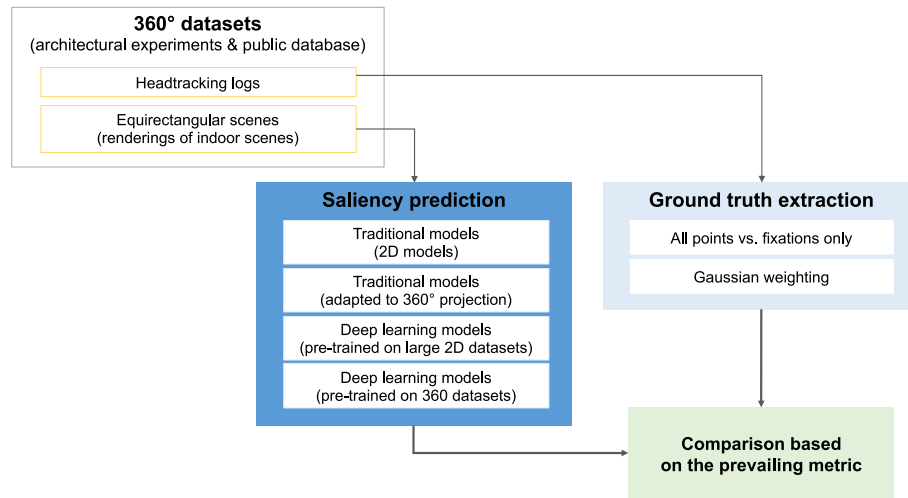 360° datasets
(architectural experiments & public database)
Headtracking logs
Equirectangular scenes
(renderings of indoor scenes)
Saliency prediction
Traditional models
(2D models)
Traditional models
(adapted to 360° projection)
Deep learning models
(pre-trained on large 2D datasets)
Deep learning models
(pre-trained on 360 datasets)
Ground truth extraction
All points vs. fixations only
Gaussian weighting
Comparison based
on the prevailing metric